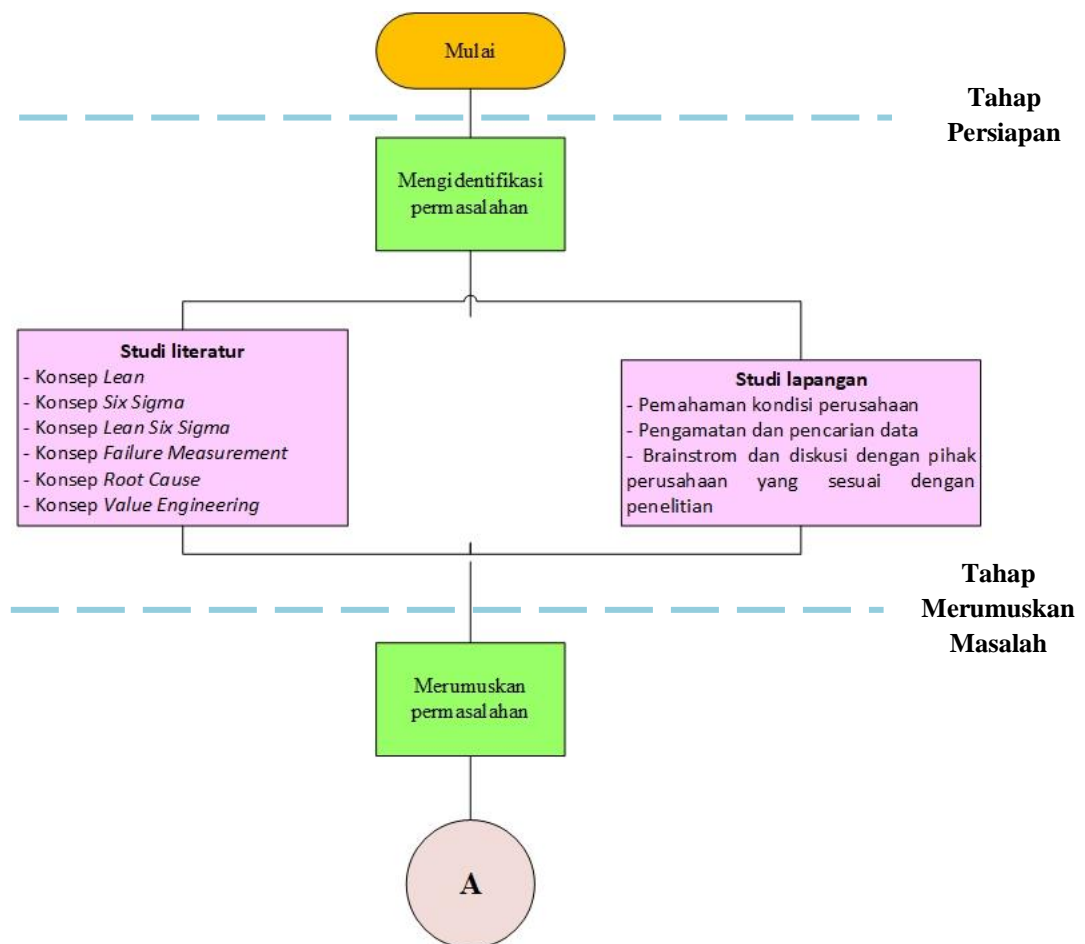 Mulai
Tahap
Persiapan
Mengidentifikasi
permasalahan
Studi literatur
- Konsep Lean
- Konsep Six Sigma
- Konsep Lean Six Sigma
- Konsep Failure Measurement
- Konsep Root Cause
- Konsep Value Engineering
Studi lapangan
- Pemahaman kondisi perusahaan
- Pengamatan dan pencarian data
- Brainstrom dan diskusi dengan pihak
perusahaan yang sesuai dengan
penelitian
Tahap
Merumuskan
Masalah
Merumuskan
permasalahan
A